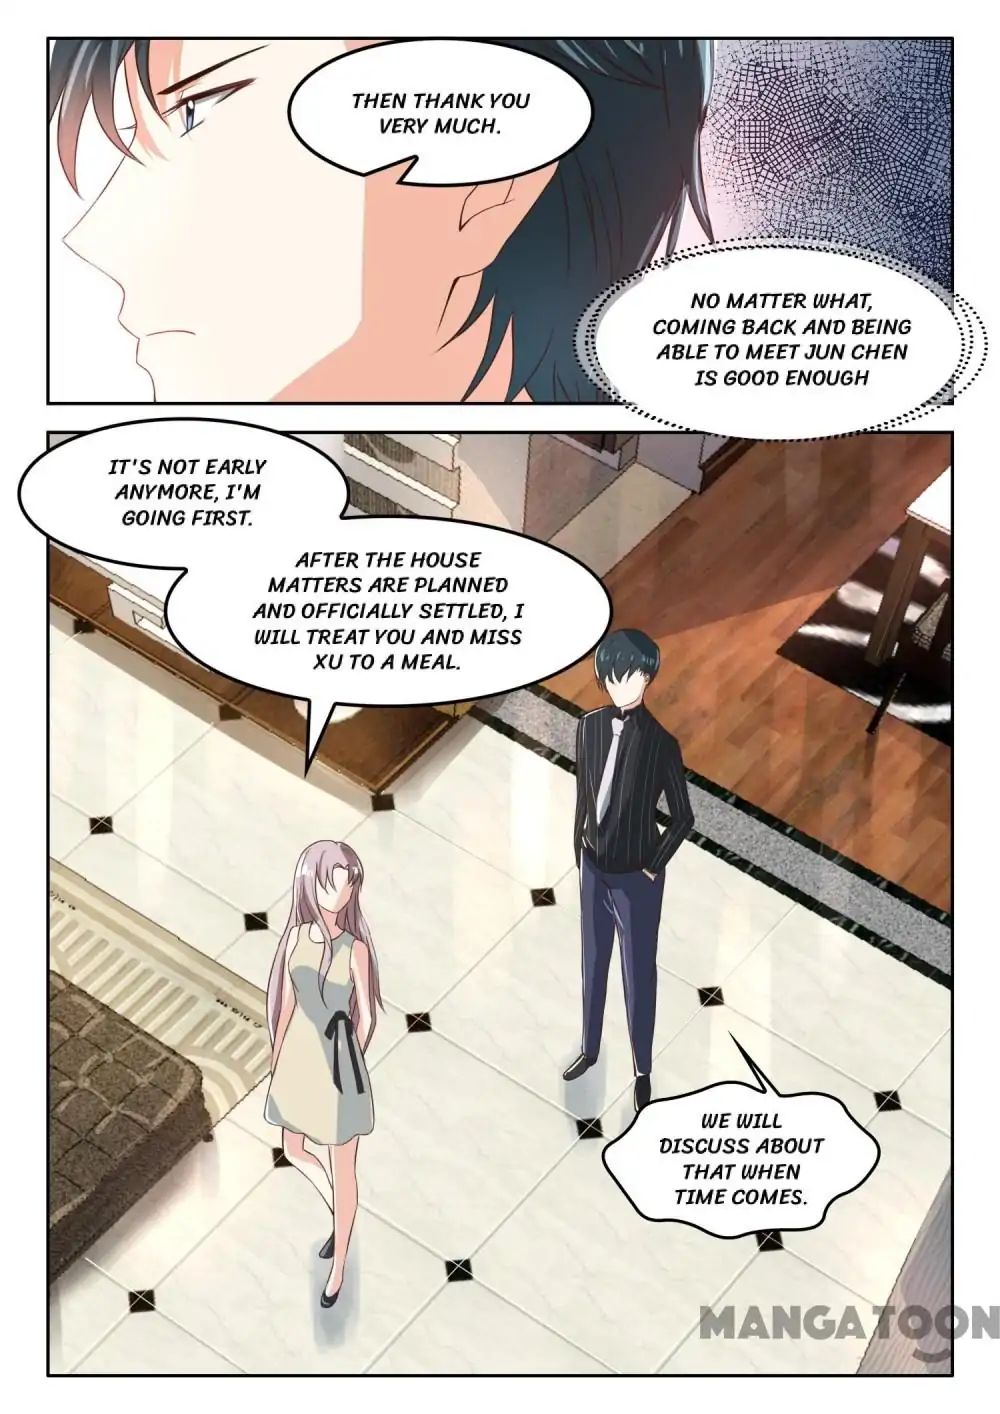 THEN THANK YOU
VERY MUCH.
NO MATTER WHAT,
COMING BACK AND BEING
ABLE TO MEET JUN CHEN
IS GOOD ENOUGH
IT'S NOT EARLY
ANYMORE, I'M
GOING FIRST.
AFTER THE HOUSE
MATTERS ARE PLANNED
AND OFFICIALLY SETTLED, I
WILL TREAT YOU AND MISS
XU TO A MEAL.
WE WILL
DISCUSS ABOUT
THAT WHEN
TIME COMES.
MANGATOON